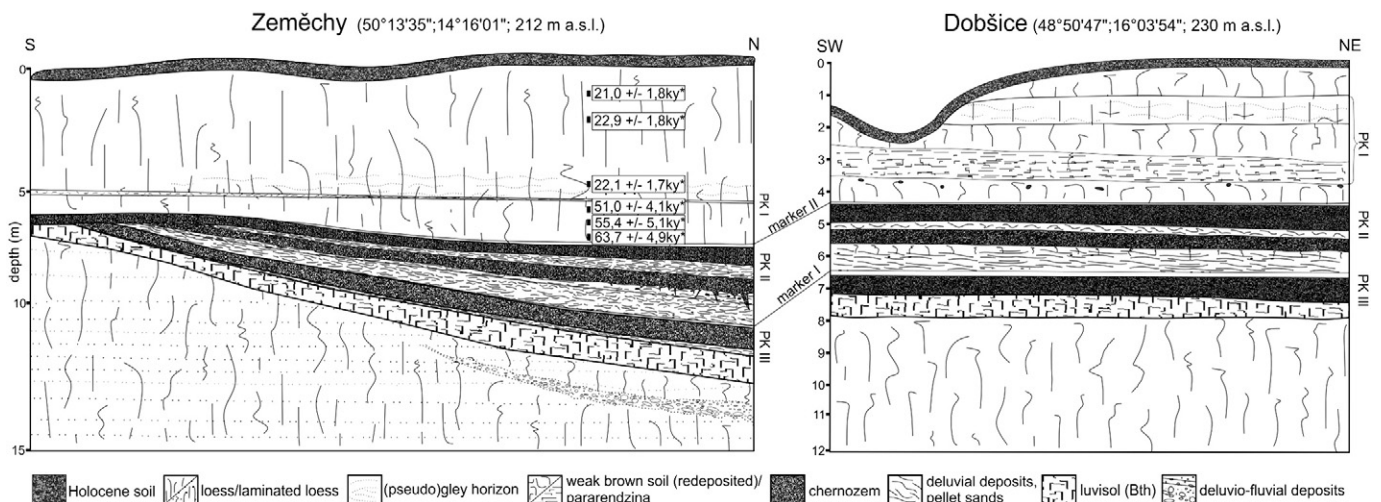 Zeměchy (50°13'35";14°16'01"; 212 m a.s.l.)
S
N
0
5
10
15
depth (m)
21,0 +/- 1,8ky*
22,9 +/- 1,8ky*
22,1 +/- 1,7ky*
51,0 +/- 4,1ky*
55,4 +/- 5,1ky*
63,7 +/- 4,9ky*
PK I
PK II
PK III
marker II
marker I
Dobšice (48°50'47";16°03'54"; 230 m a.s.l.)
SW
NE
0
1
2
3
4
5
6
7
8
9
10
11
12
PK I
PK II
PK III
Holocene soil
loess/laminated loess
(pseudo)gley horizon
weak brown soil (redeposited)/
pararendzina
chernozem
deluvial deposits,
pellet sands
luvisol (Bth)
deluvio-fluvial deposits